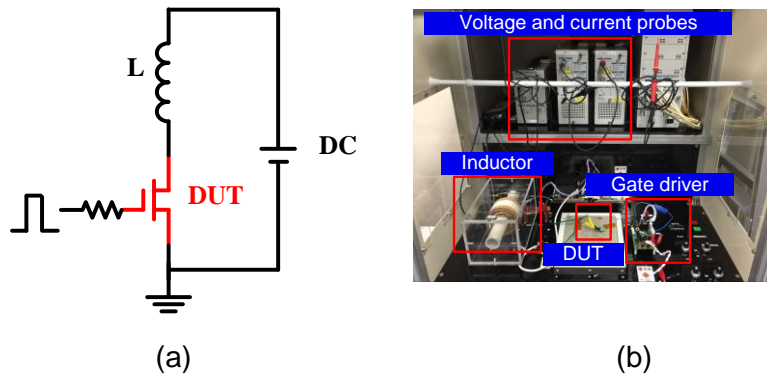 L
DC
DUT
Voltage and current probes
Inductor
Gate driver
DUT
(a)
(b)